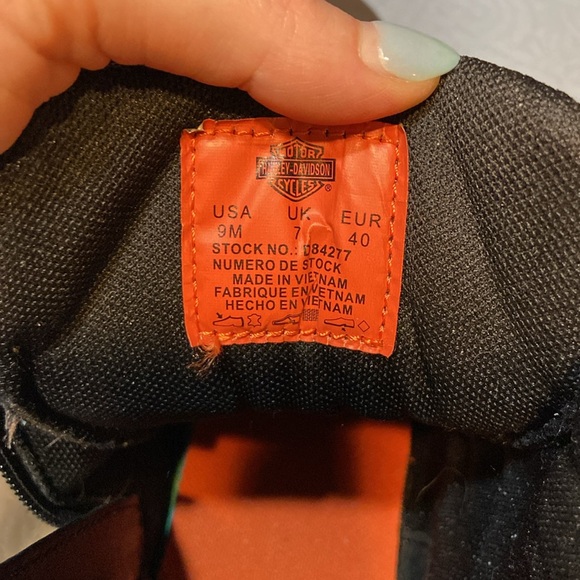 MOTOR
HARLEY-DAVIDSON
CYCLES®
USA UK EUR
9M 7 40
STOCK NO.: D84277
NUMERO DE STOCK
MADE IN VIETNAM
FABRIQUE EN VIETNAM
HECHO EN VIETNAM